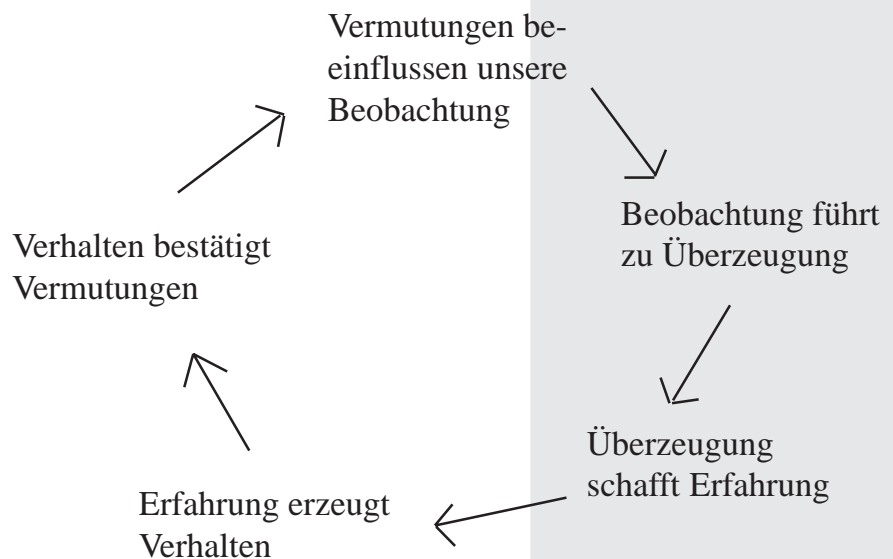 Vermutungen be-
einflussen unsere
Beobachtung
Beobachtung führt
zu Überzeugung
Überzeugung
schafft Erfahrung
Erfahrung erzeugt
Verhalten
Verhalten bestätigt
Vermutungen